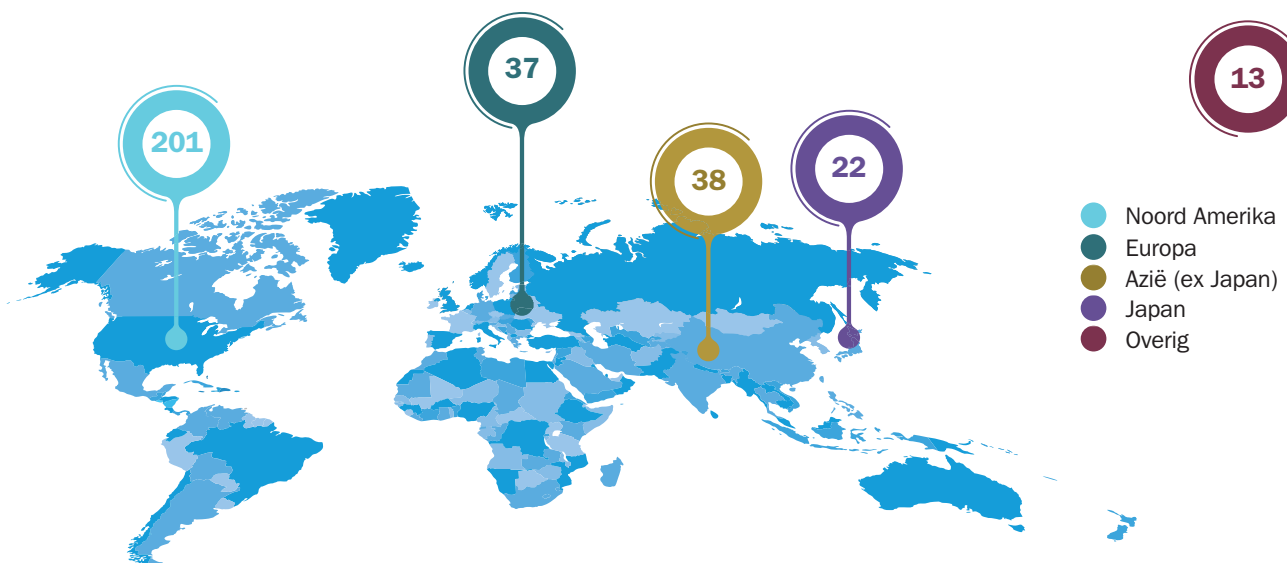 37
13
201
38
22
Noord Amerika
Europa
Azië (ex Japan)
Japan
Overig